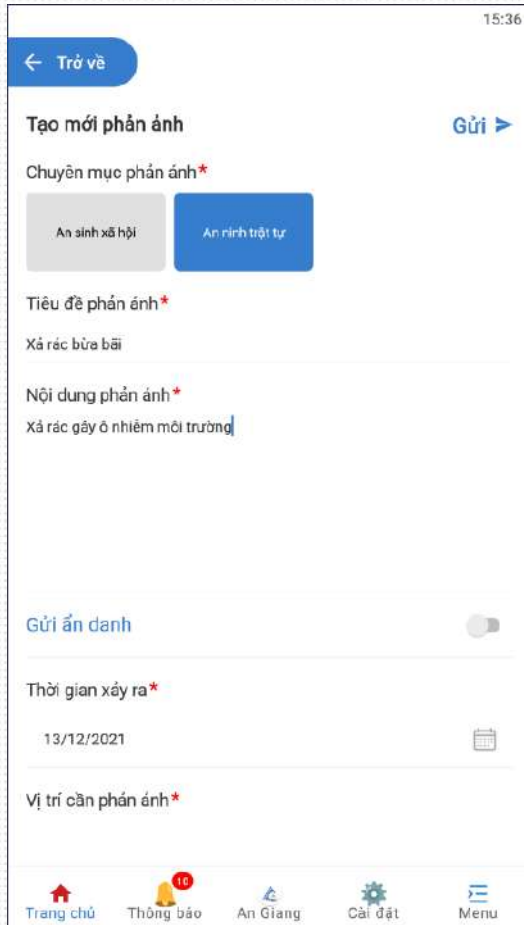 15:36
Trở về
Tạo mới phản ánh
Gửi
Chuyên mục phản ánh*
An sinh xã hội
An ninh trật tự
Tiêu đề phản ánh*
Xả rác bừa bãi
Nội dung phản ánh*
Xả rác gây ô nhiễm môi trường
Gửi ẩn danh
Thời gian xảy ra*
13/12/2021
Vị trí cần phản ánh*
10
Trang chủ
Thông báo
An Giang
Cài đặt
Menu